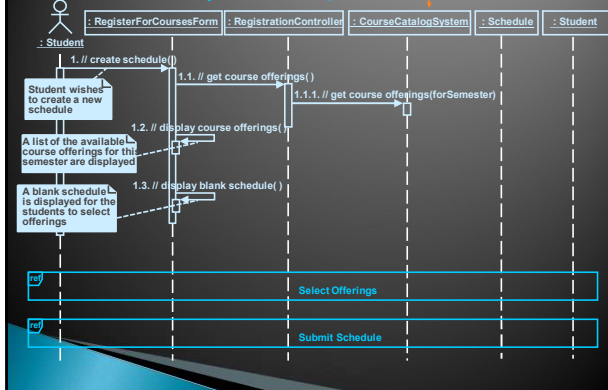 : RegisterForCoursesForm
: RegistrationController
: CourseCatalogSystem
: Schedule
: Student
: Student
1. // create schedule()
1.1. // get course offerings( )
1.1.1. // get course offerings(forSemester)
Student wishes
to create a new
schedule
1.2. // display course offerings( )
A list of the available
course offerings for this
semester are displayed
1.3. // display blank schedule( )
A blank schedule
is displayed for the
students to select
offerings
ref
Select Offerings
ref
Submit Schedule